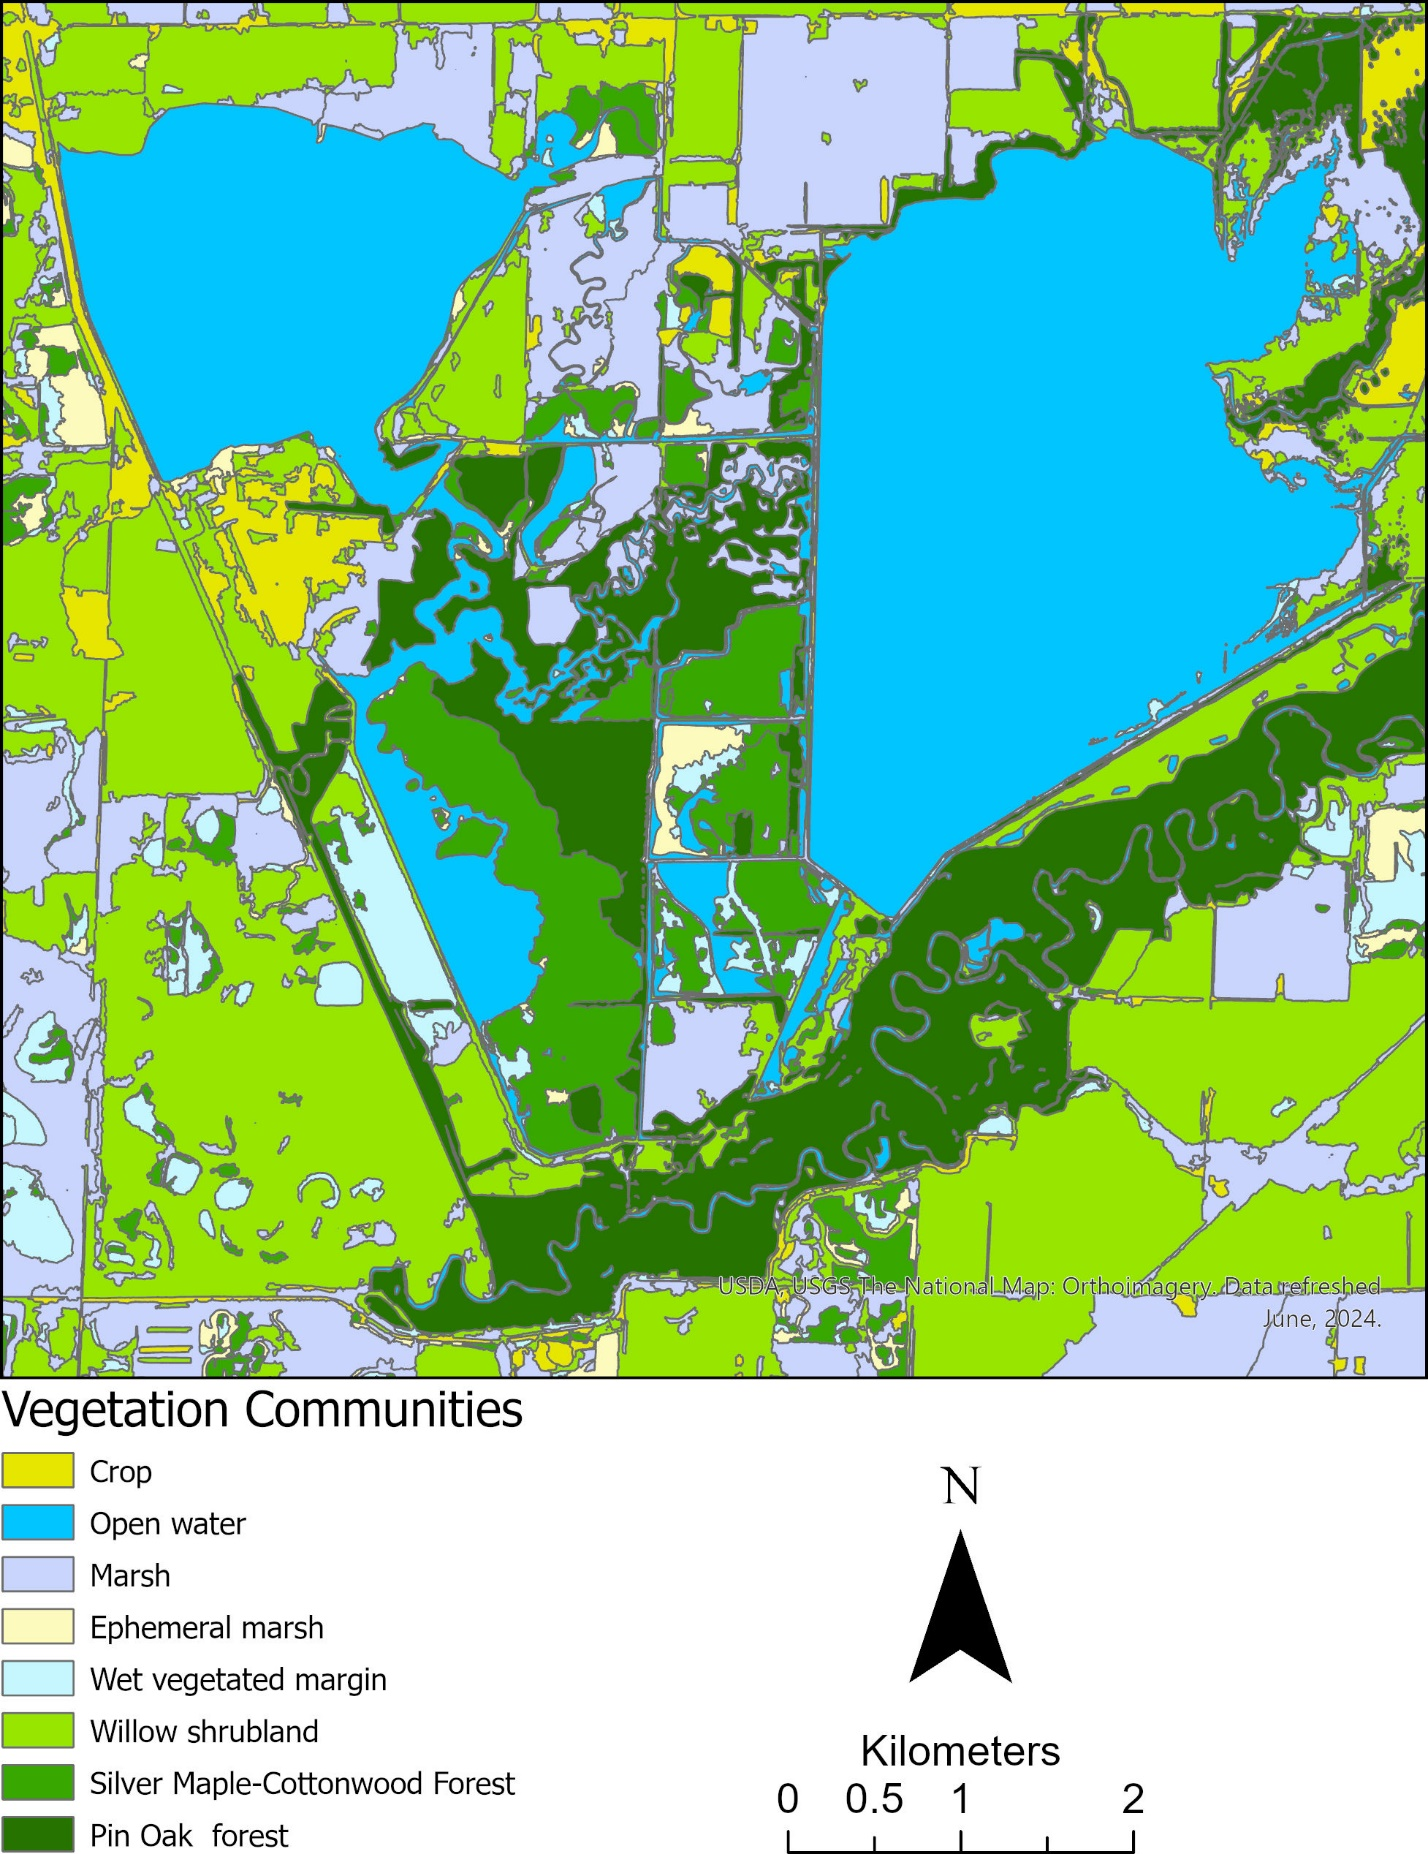 USDA, USGS The National Map: Orthoimagery. Data refreshed
June, 2024.
Vegetation Communities
Crop
Open water
Marsh
Ephemeral marsh
Wet vegetated margin
Willow shrubland
Silver Maple-Cottonwood Forest
Pin Oak  forest
N
Kilometers
0 0.5 1 2